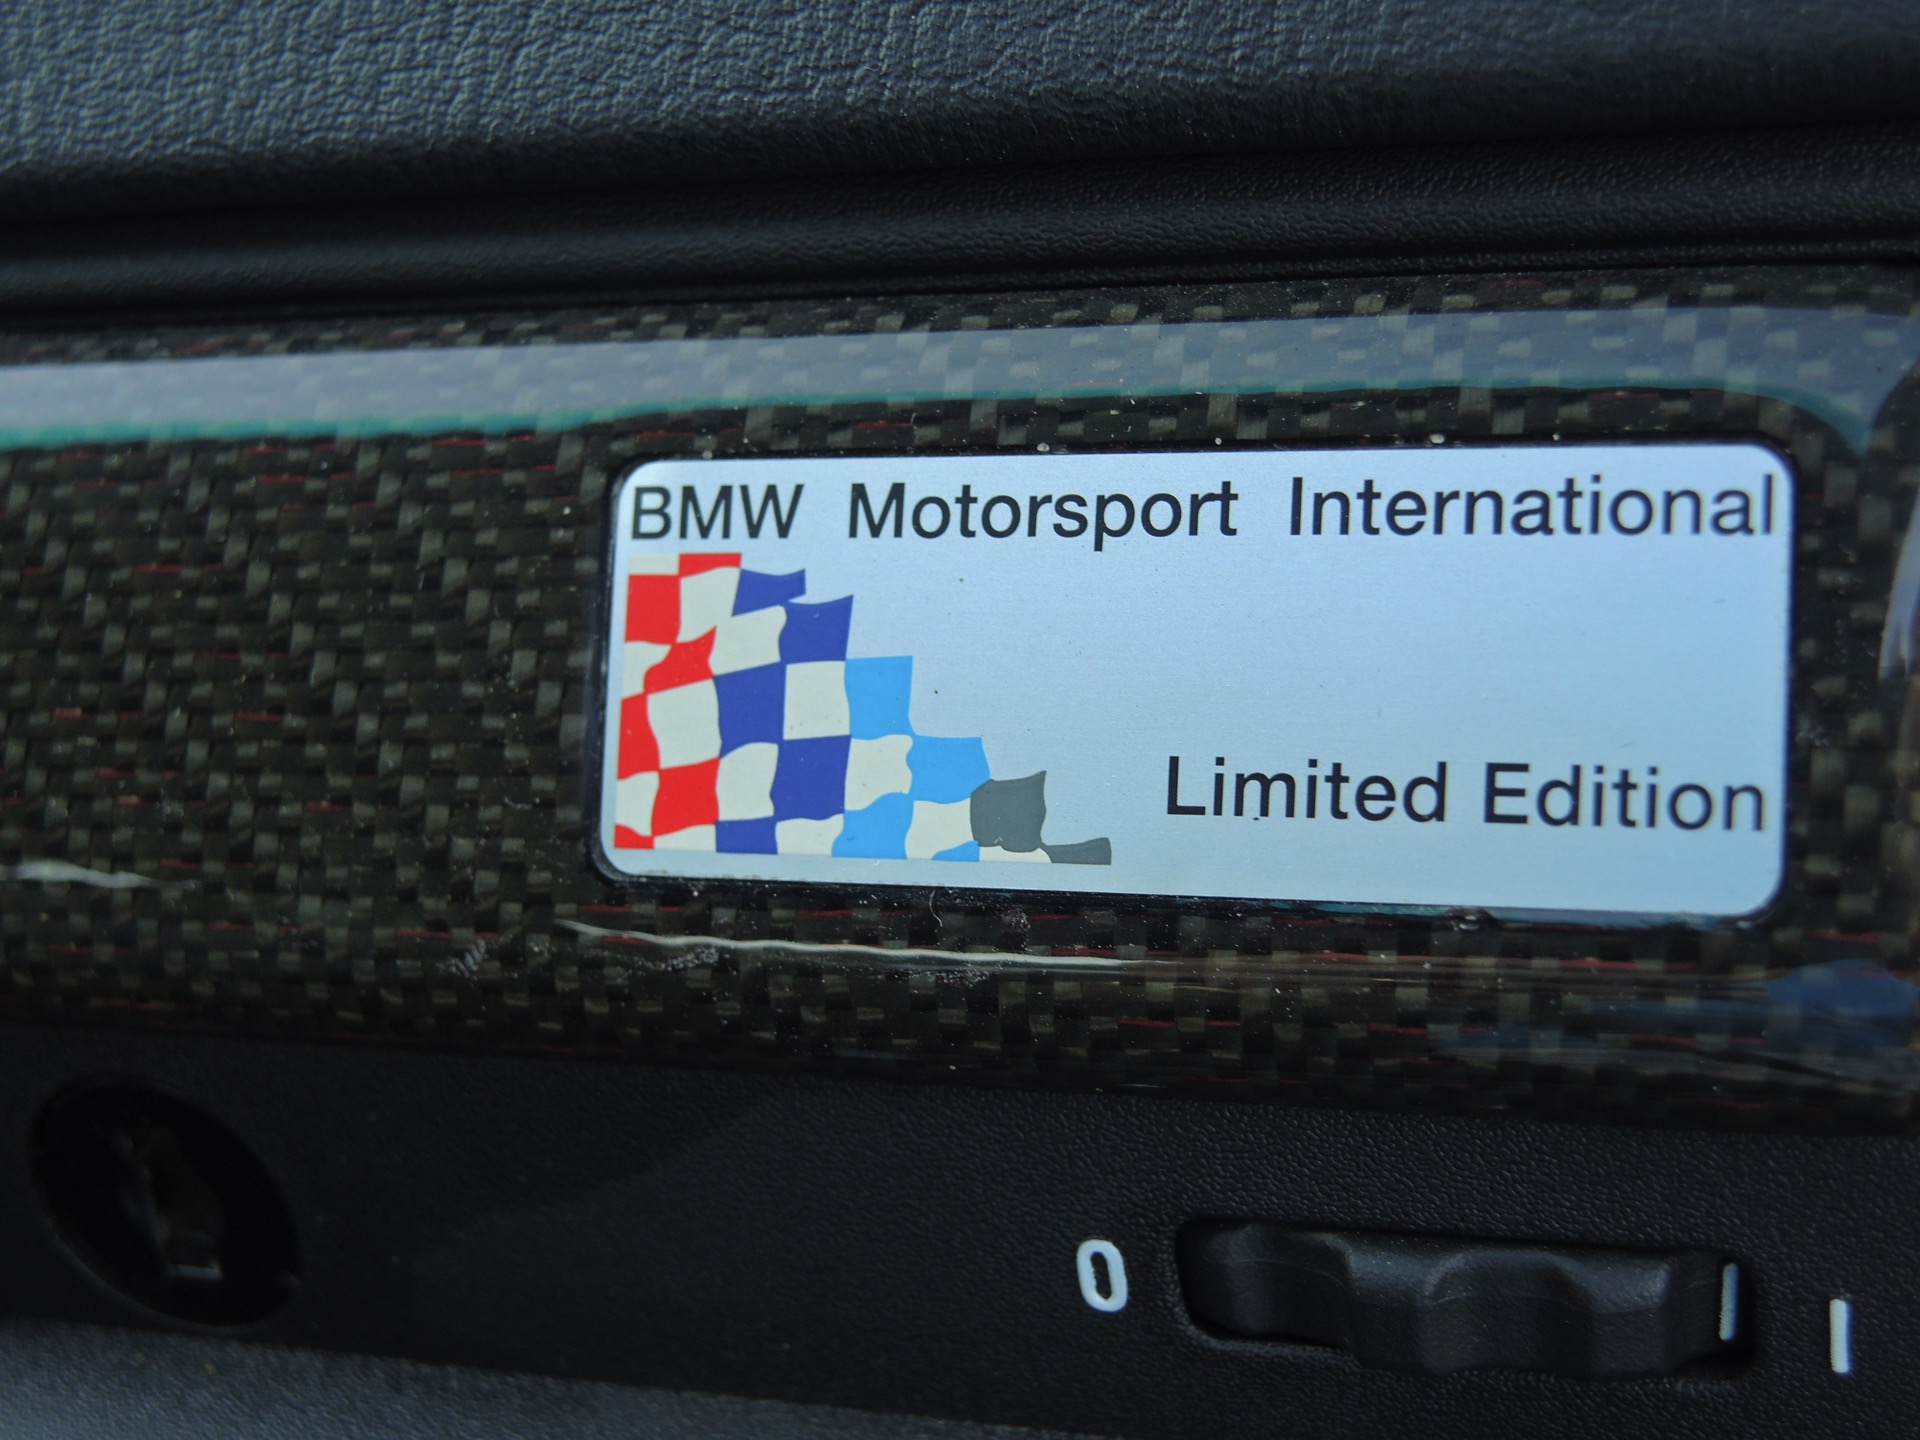 BMW Motorsport International
Limited Edition
0 I